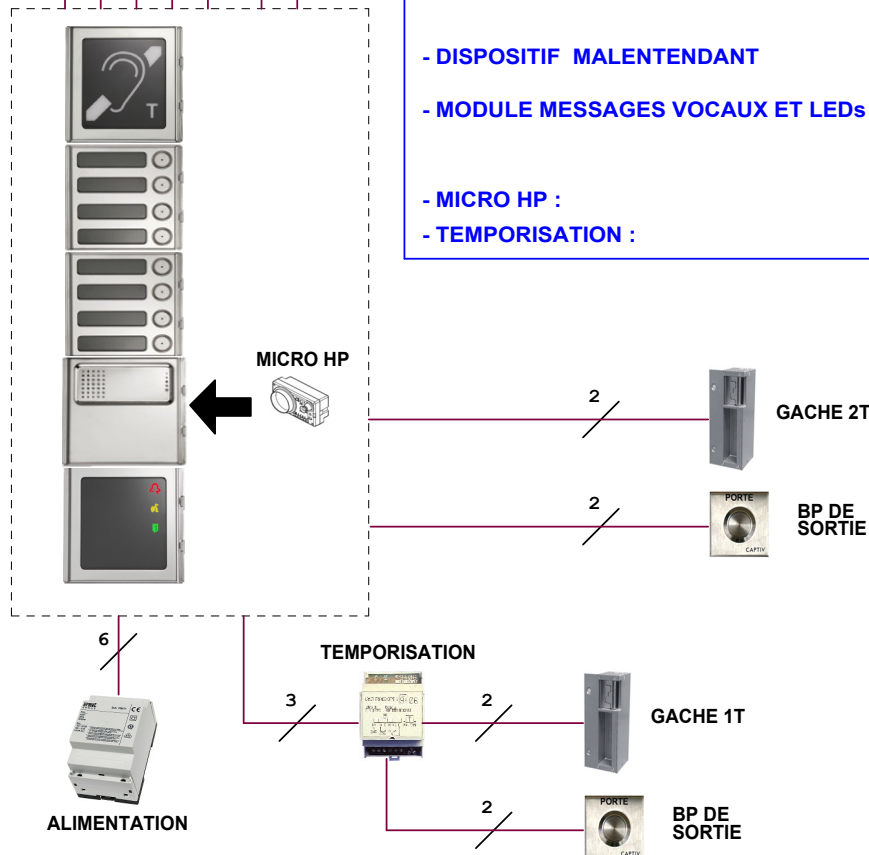 - DISPOSITIF MALENTENDANT
- MODULE MESSAGES VOCAUX ET LEDs
- MICRO HP :
- TEMPORISATION :
T
MICRO HP
2
GACHE 2T
2
PORTE
CAPTIV
BP DE
SORTIE
6
TEMPORISATION
3
2
GACHE 1T
ALIMENTATION
2
PORTE
CAPTIV
BP DE
SORTIE